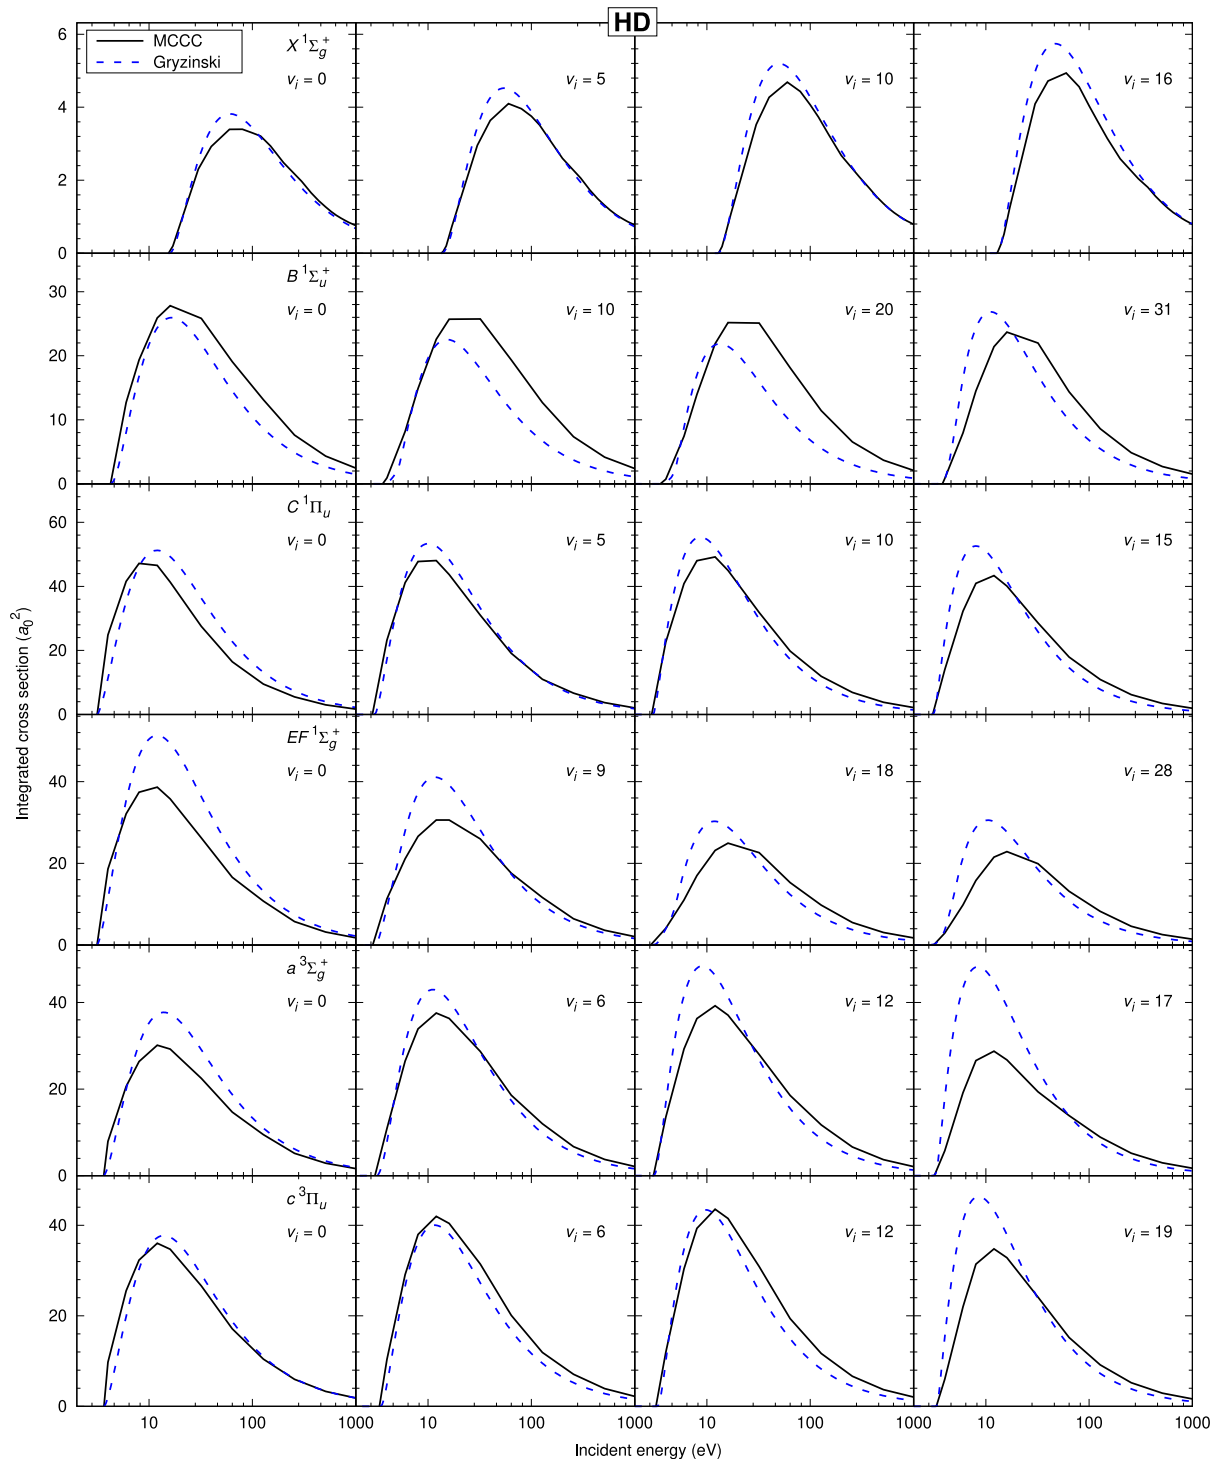 HD
MCCC
Gryzinski
X ¹Σg⁺
vᵢ = 0
vᵢ = 5
vᵢ = 10
vᵢ = 16
6
4
2
0
B ¹Σu⁺
vᵢ = 0
vᵢ = 10
vᵢ = 20
vᵢ = 31
30
20
10
0
C ¹Πu
vᵢ = 0
vᵢ = 5
vᵢ = 10
vᵢ = 15
60
40
20
0
EF ¹Σg⁺
vᵢ = 0
vᵢ = 9
vᵢ = 18
vᵢ = 28
40
20
0
a ³Σg⁺
vᵢ = 0
vᵢ = 6
vᵢ = 12
vᵢ = 17
40
20
0
c ³Πu
vᵢ = 0
vᵢ = 6
vᵢ = 12
vᵢ = 19
40
20
0
Integrated cross section (a₀²)
10 100 1000 10 100 1000 10 100 1000 10 100 1000
Incident energy (eV)